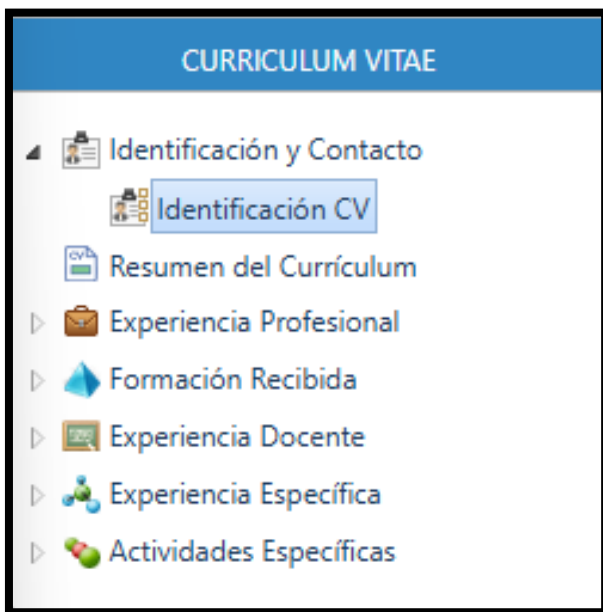 CURRICULUM VITAE
Identificación y Contacto
Identificación CV
Resumen del Currículum
Experiencia Profesional
Formación Recibida
Experiencia Docente
Experiencia Específica
Actividades Específicas